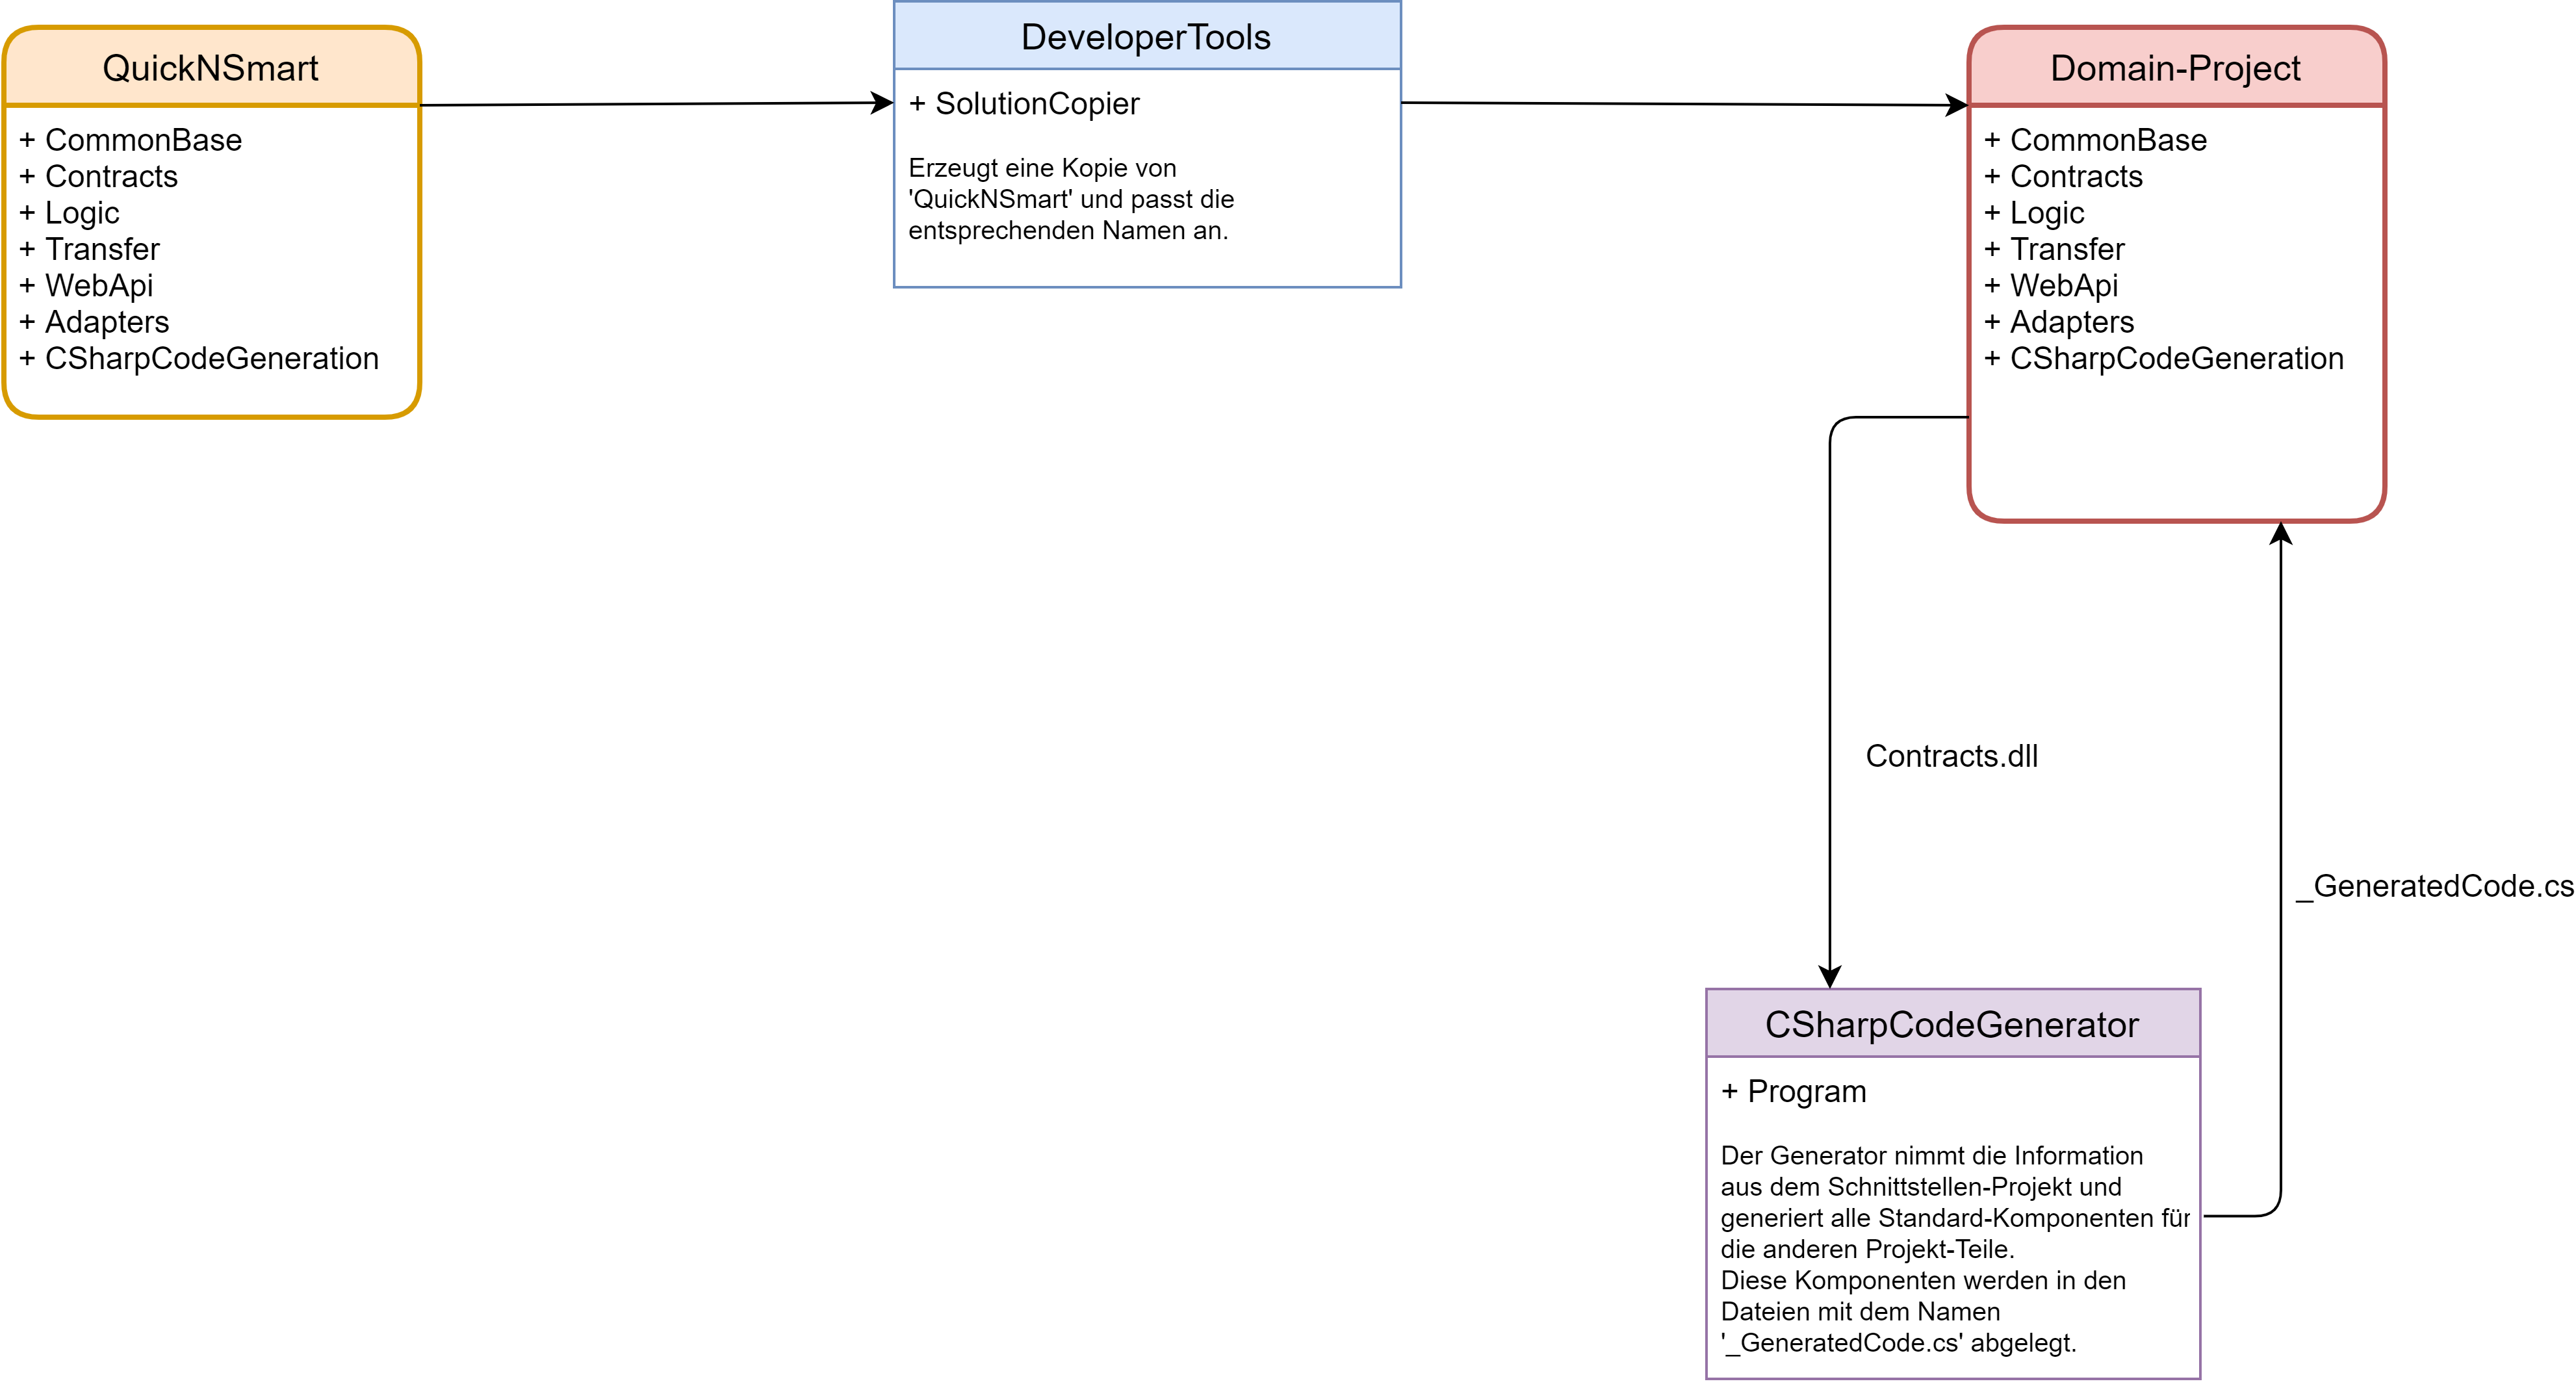 QuickNSmart
+ CommonBase
+ Contracts
+ Logic
+ Transfer
+ WebApi
+ Adapters
+ CSharpCodeGeneration
DeveloperTools
+ SolutionCopier
Erzeugt eine Kopie von
'QuickNSmart' und passt die
entsprechenden Namen an.
Domain-Project
+ CommonBase
+ Contracts
+ Logic
+ Transfer
+ WebApi
+ Adapters
+ CSharpCodeGeneration
Contracts.dll
_GeneratedCode.cs
CSharpCodeGenerator
+ Program
Der Generator nimmt die Information
aus dem Schnittstellen-Projekt und
generiert alle Standard-Komponenten für
die anderen Projekt-Teile.
Diese Komponenten werden in den
Dateien mit dem Namen
'_GeneratedCode.cs' abgelegt.